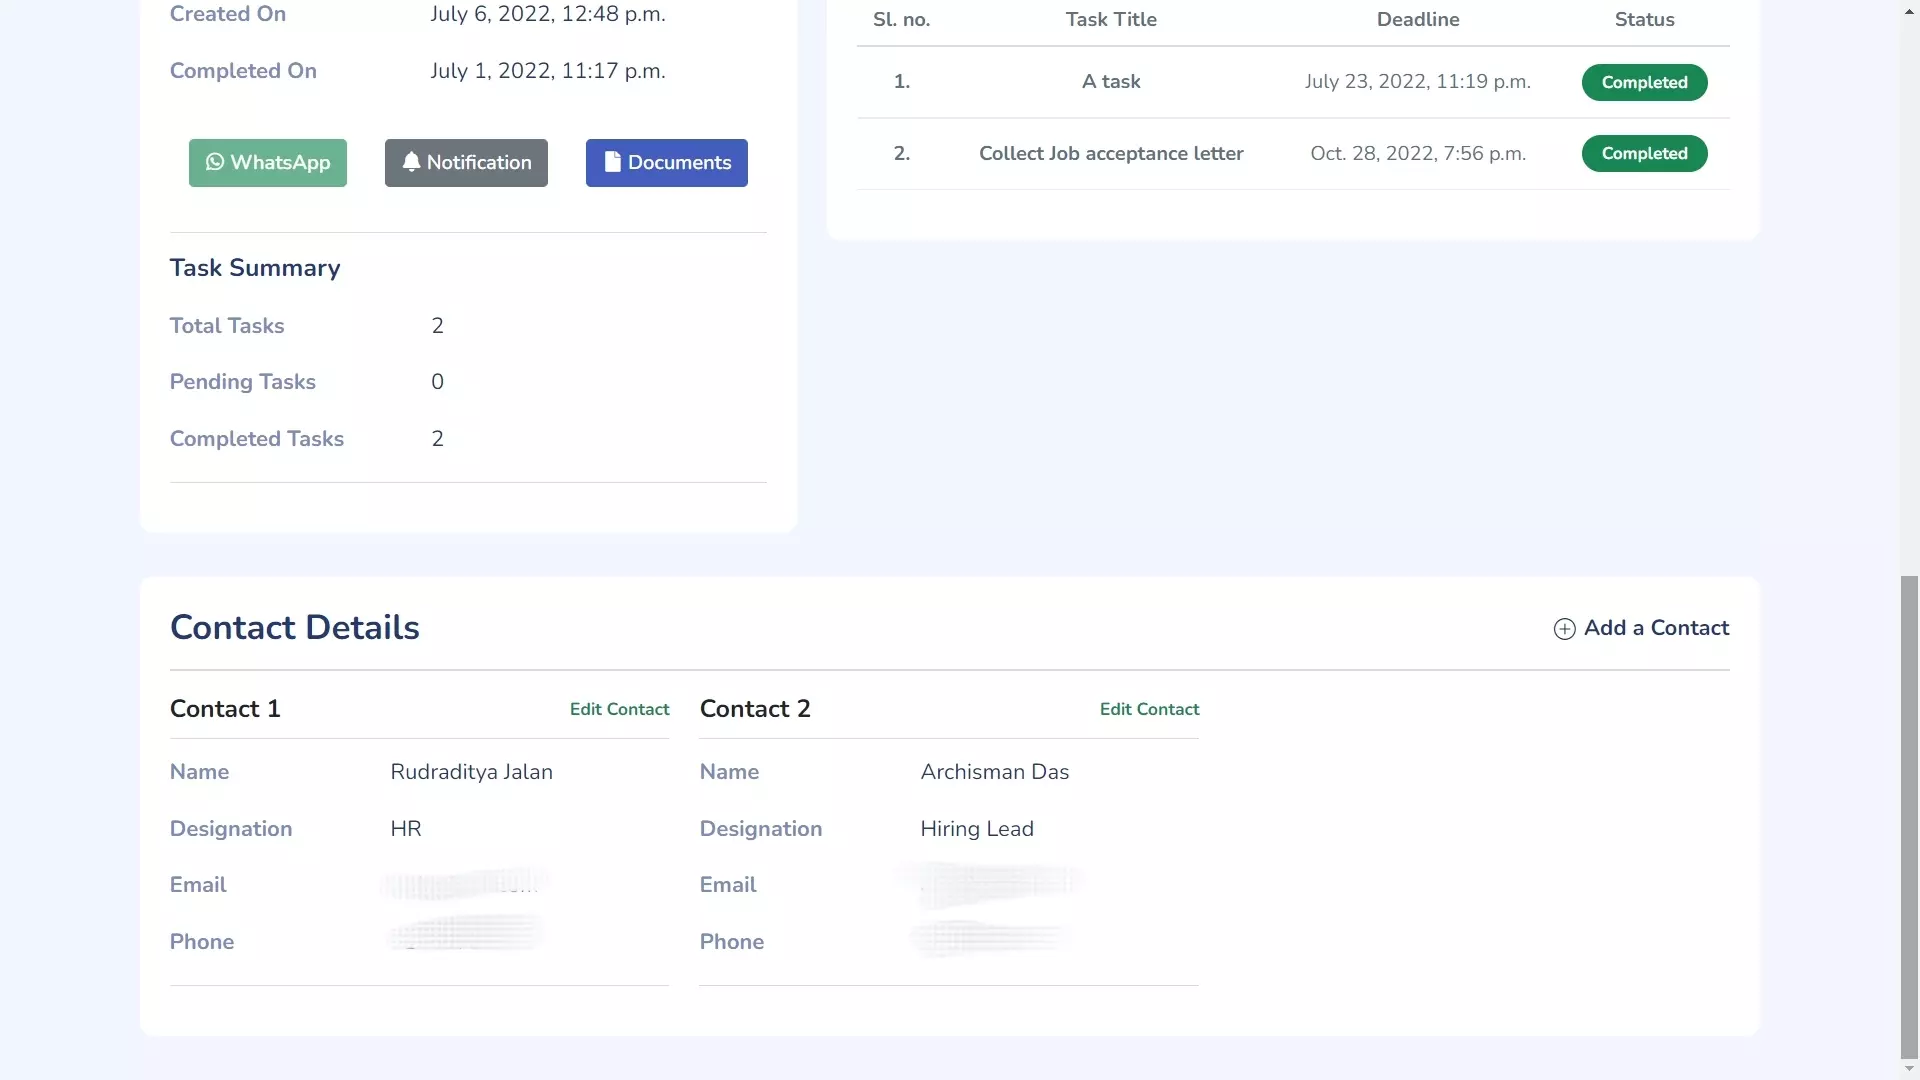 Created On July 6, 2022, 12:48 p.m.
Completed On July 1, 2022, 11:17 p.m.
WhatsApp Notification Documents
Task Summary
Total Tasks 2
Pending Tasks 0
Completed Tasks 2
Sl. no. Task Title Deadline Status
1. A task July 23, 2022, 11:19 p.m. Completed
2. Collect Job acceptance letter Oct. 28, 2022, 7:56 p.m. Completed
Contact Details Add a Contact
Contact 1 Edit Contact
Name Rudraditya Jalan
Designation HR
Email
Phone
Contact 2 Edit Contact
Name Archisman Das
Designation Hiring Lead
Email
Phone